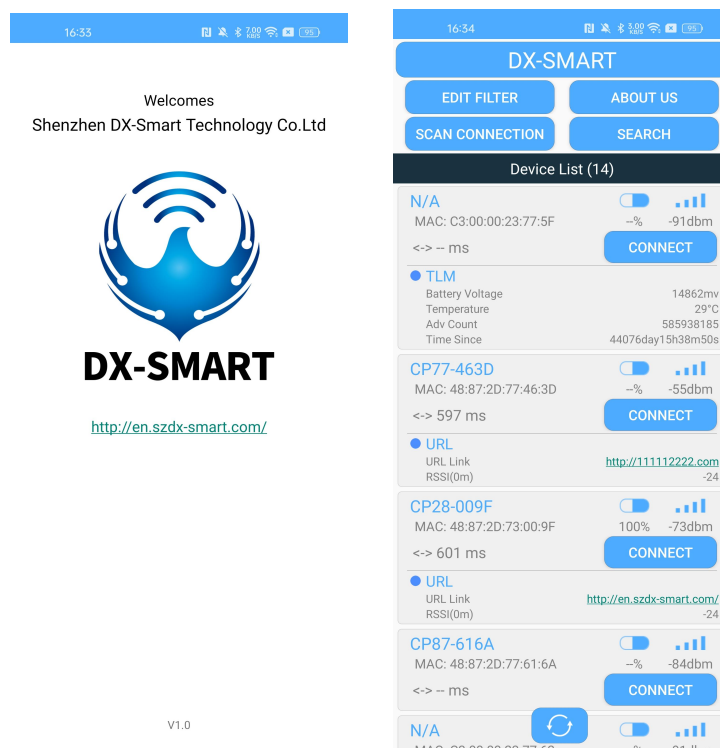 16:33
7.00 KB/S
95
Welcomes
Shenzhen DX-Smart Technology Co.Ltd
DX-SMART
http://en.szdx-smart.com/
V1.0
16:34
3.00 KB/S
95
DX-SMART
EDIT FILTER
ABOUT US
SCAN CONNECTION
SEARCH
Device List (14)
N/A
MAC: C3:00:00:23:77:5F
--%
-91dbm
<-> -- ms
CONNECT
TLM
Battery Voltage 14862mv
Temperature 29°C
Adv Count 585938185
Time Since 44076day15h38m50s
CP77-463D
MAC: 48:87:2D:77:46:3D
--%
-55dbm
<-> 597 ms
CONNECT
URL
URL Link http://111112222.com
RSSI(0m) -24
CP28-009F
MAC: 48:87:2D:73:00:9F
100%
-73dbm
<-> 601 ms
CONNECT
URL
URL Link http://en.szdx-smart.com/
RSSI(0m) -24
CP87-616A
MAC: 48:87:2D:77:61:6A
--%
-84dbm
<-> -- ms
CONNECT
N/A